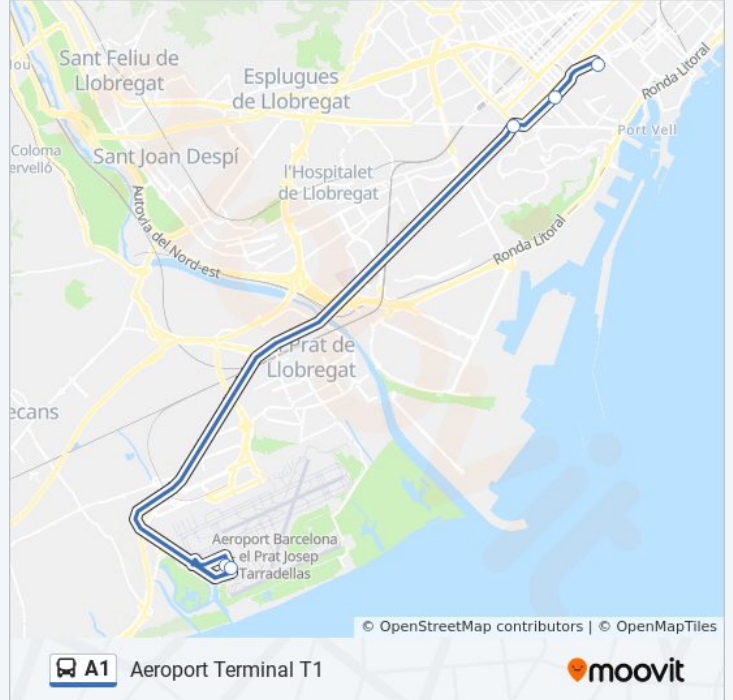 lou
Sant Feliu de
Llobregat
Esplugues
de Llobregat
Ronda Litoral
Port Vell
Coloma
ervelló
Sant Joan Despí
l'Hospitalet
de Llobregat
Autovia del Nord-est
Ronda Litoral
l Prat de
Llobregat
ecans
Aeroport Barcelona
el Prat Josep
Tarradellas
© OpenStreetMap contributors | © OpenMapTiles
A1 Aeroport Terminal T1
moovit